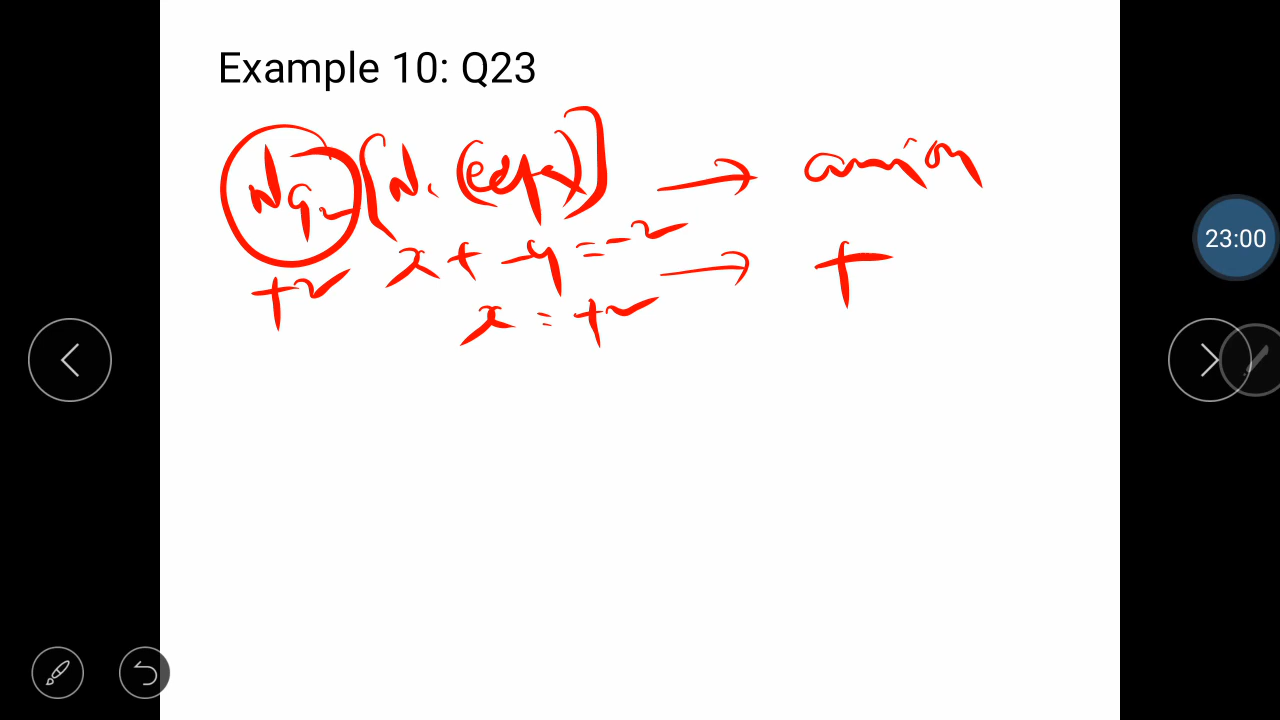 Example 10: Q23
Na₂ [Ni (edta)] → anion
+2 x + -4 = -2 → +
x = +2
23:00